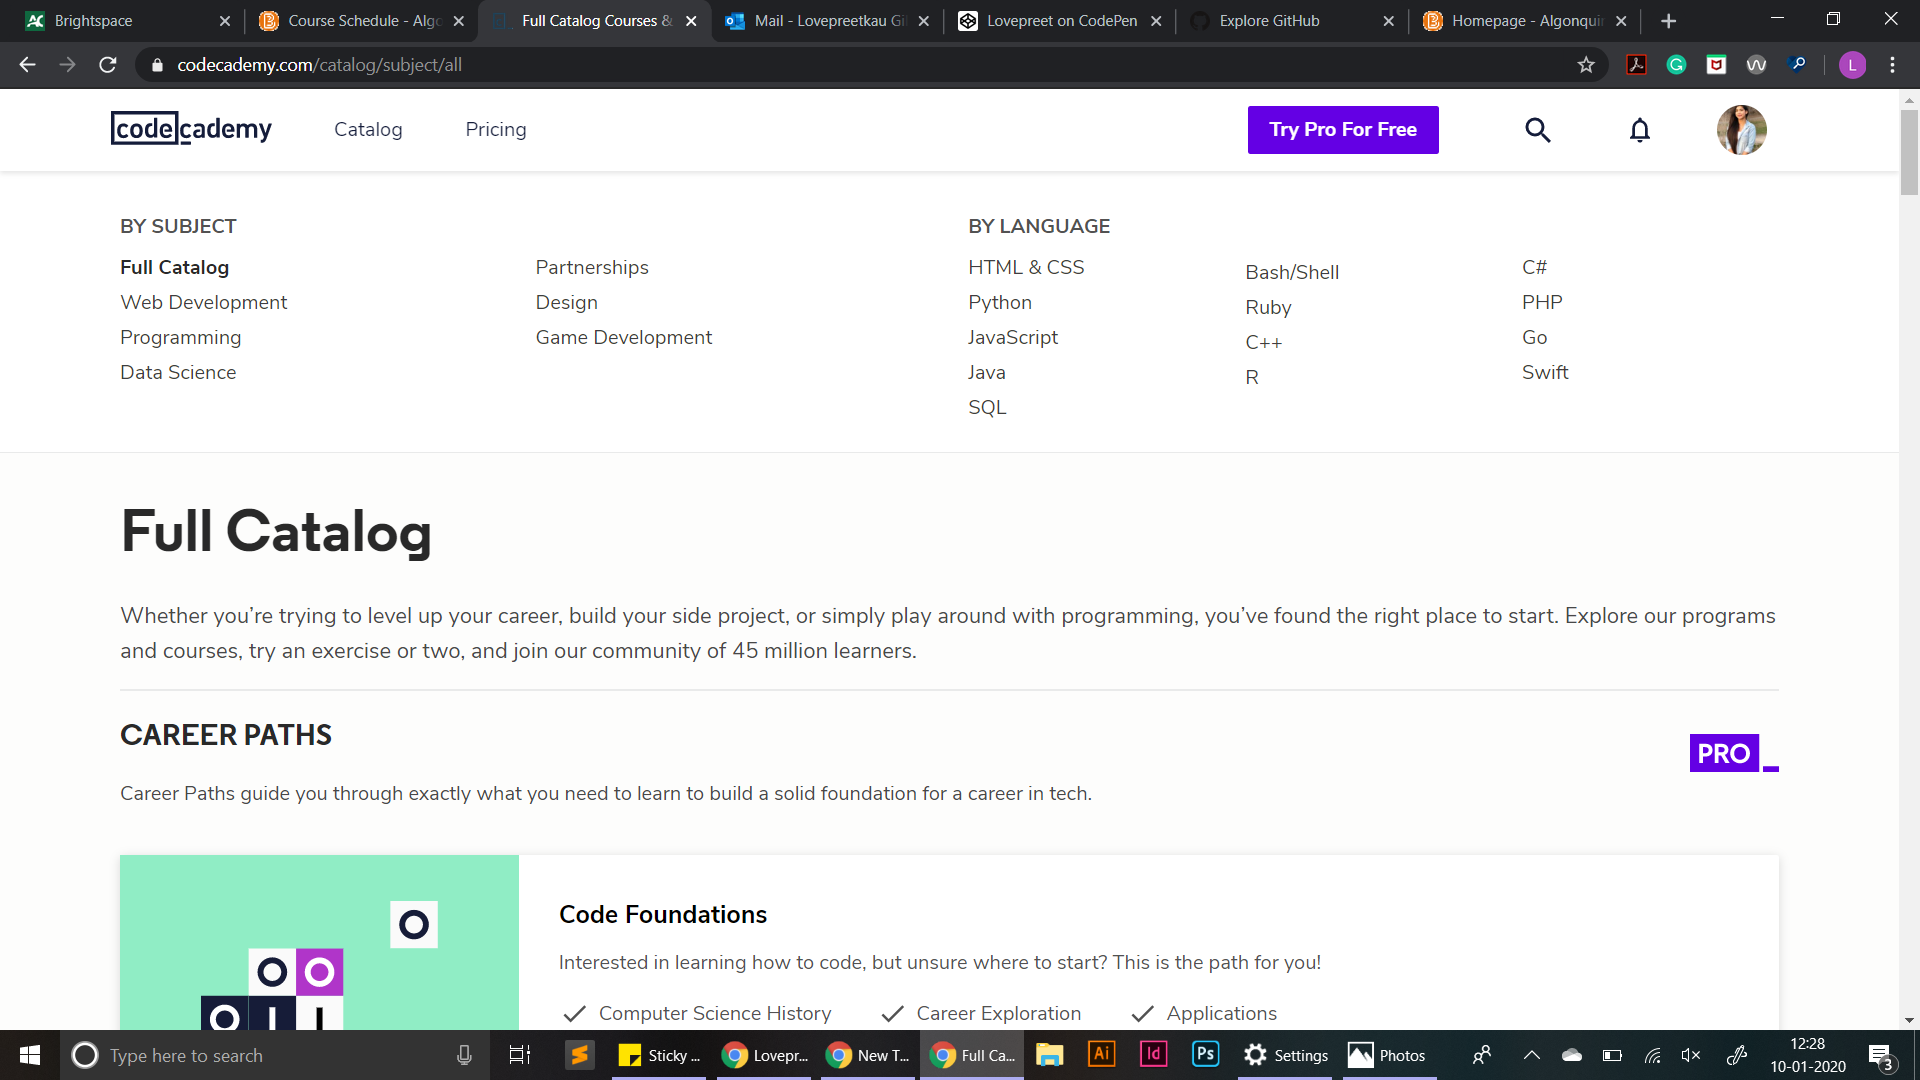 Brightspace
Course Schedule - Algo
Full Catalog Courses &
Mail - Lovepreetkau Gi
Lovepreet on CodePen
Explore GitHub
Homepage - Algonquin
codecademy.com/catalog/subject/all
L
codecademy
Catalog
Pricing
Try Pro For Free
BY SUBJECT
Full Catalog
Web Development
Programming
Data Science
Partnerships
Design
Game Development
BY LANGUAGE
HTML & CSS
Python
JavaScript
Java
SQL
Bash/Shell
Ruby
C++
R
C#
PHP
Go
Swift
Full Catalog
Whether you’re trying to level up your career, build your side project, or simply play around with programming, you’ve found the right place to start. Explore our programs
and courses, try an exercise or two, and join our community of 45 million learners.
CAREER PATHS
PRO_
Career Paths guide you through exactly what you need to learn to build a solid foundation for a career in tech.
Code Foundations
Interested in learning how to code, but unsure where to start? This is the path for you!
Computer Science History
Career Exploration
Applications
Type here to search
Sticky ...
Lovepr...
New T...
Full Ca...
Ai
Id
Ps
Settings
Photos
12:28
10-01-2020
3